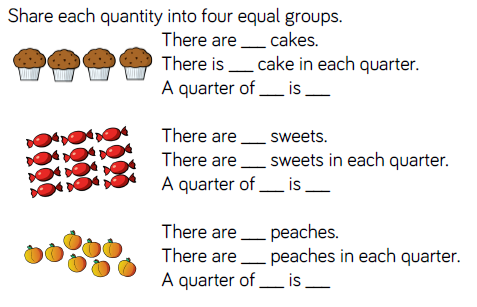 Share each quantity into four equal groups.
There are ___ cakes.
There is ___ cake in each quarter.
A quarter of ___ is ___
There are ___ sweets.
There are ___ sweets in each quarter.
A quarter of ___ is ___
There are ___ peaches.
There are ___ peaches in each quarter.
A quarter of ___ is ___